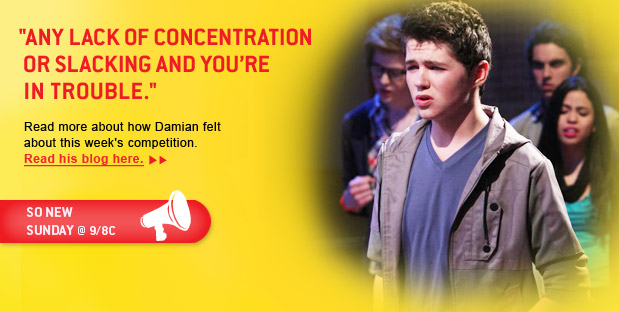 "ANY LACK OF CONCENTRATION
OR SLACKING AND YOU'RE
IN TROUBLE."
Read more about how Damian felt
about this week's competition.
Read his blog here.
SO NEW
SUNDAY @ 9/8C